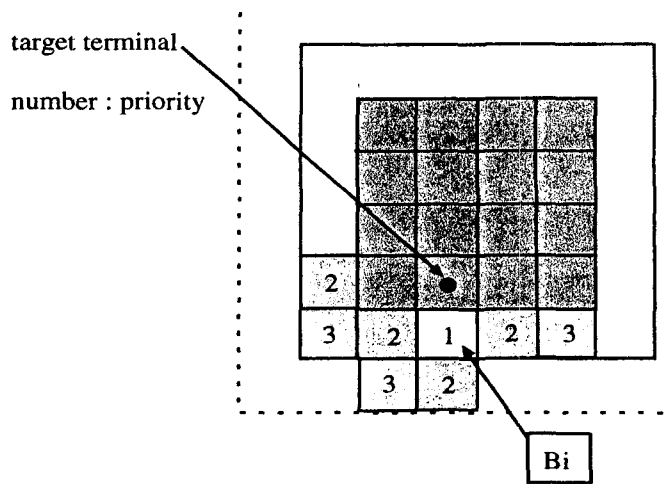 target terminal
number : priority
2
3 2 1 2 3
3 2
Bi